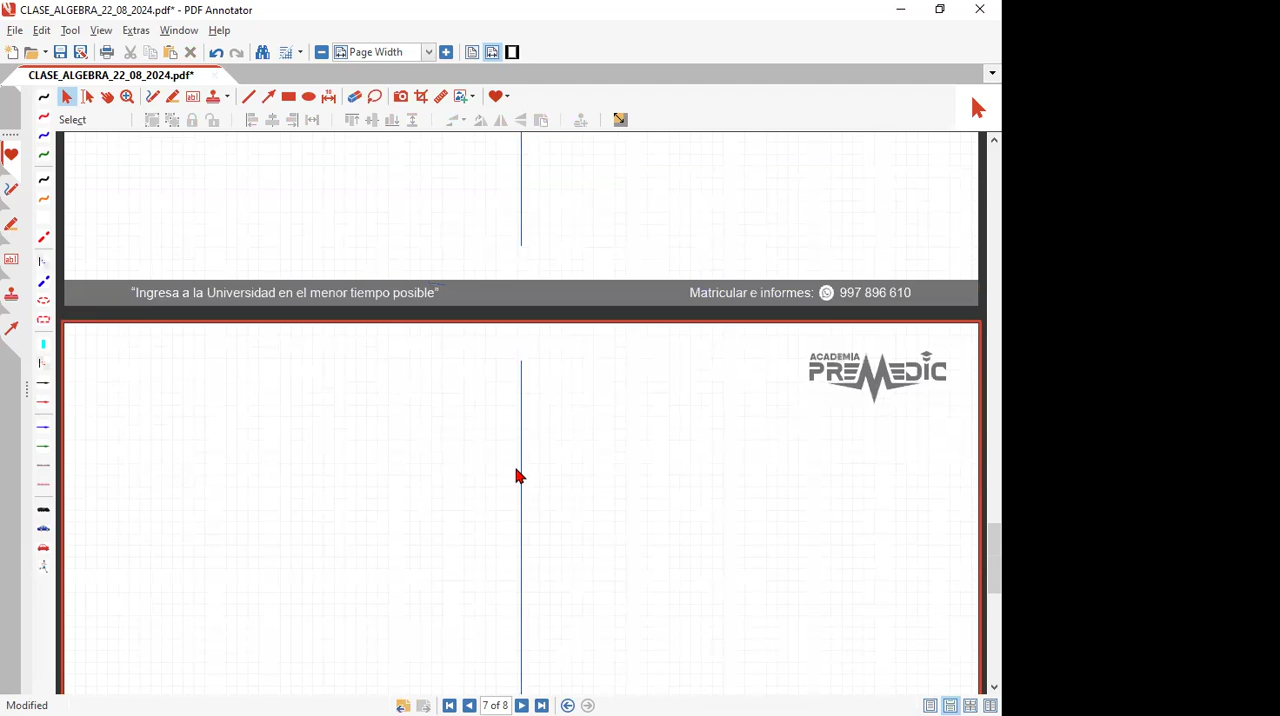 CLASE_ALGEBRA_22_08_2024.pdf* - PDF Annotator
File Edit Tool View Extras Window Help
Page Width
CLASE_ALGEBRA_22_08_2024.pdf*
Select
"Ingresa a la Universidad en el menor tiempo posible"
Matricular e informes: 997 896 610
ACADEMIA
PREMEDIC
Modified
7 of 8